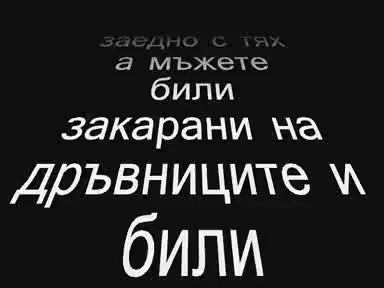 заедно с тях
а мъжете
били
закарани на
дръвниците и
били